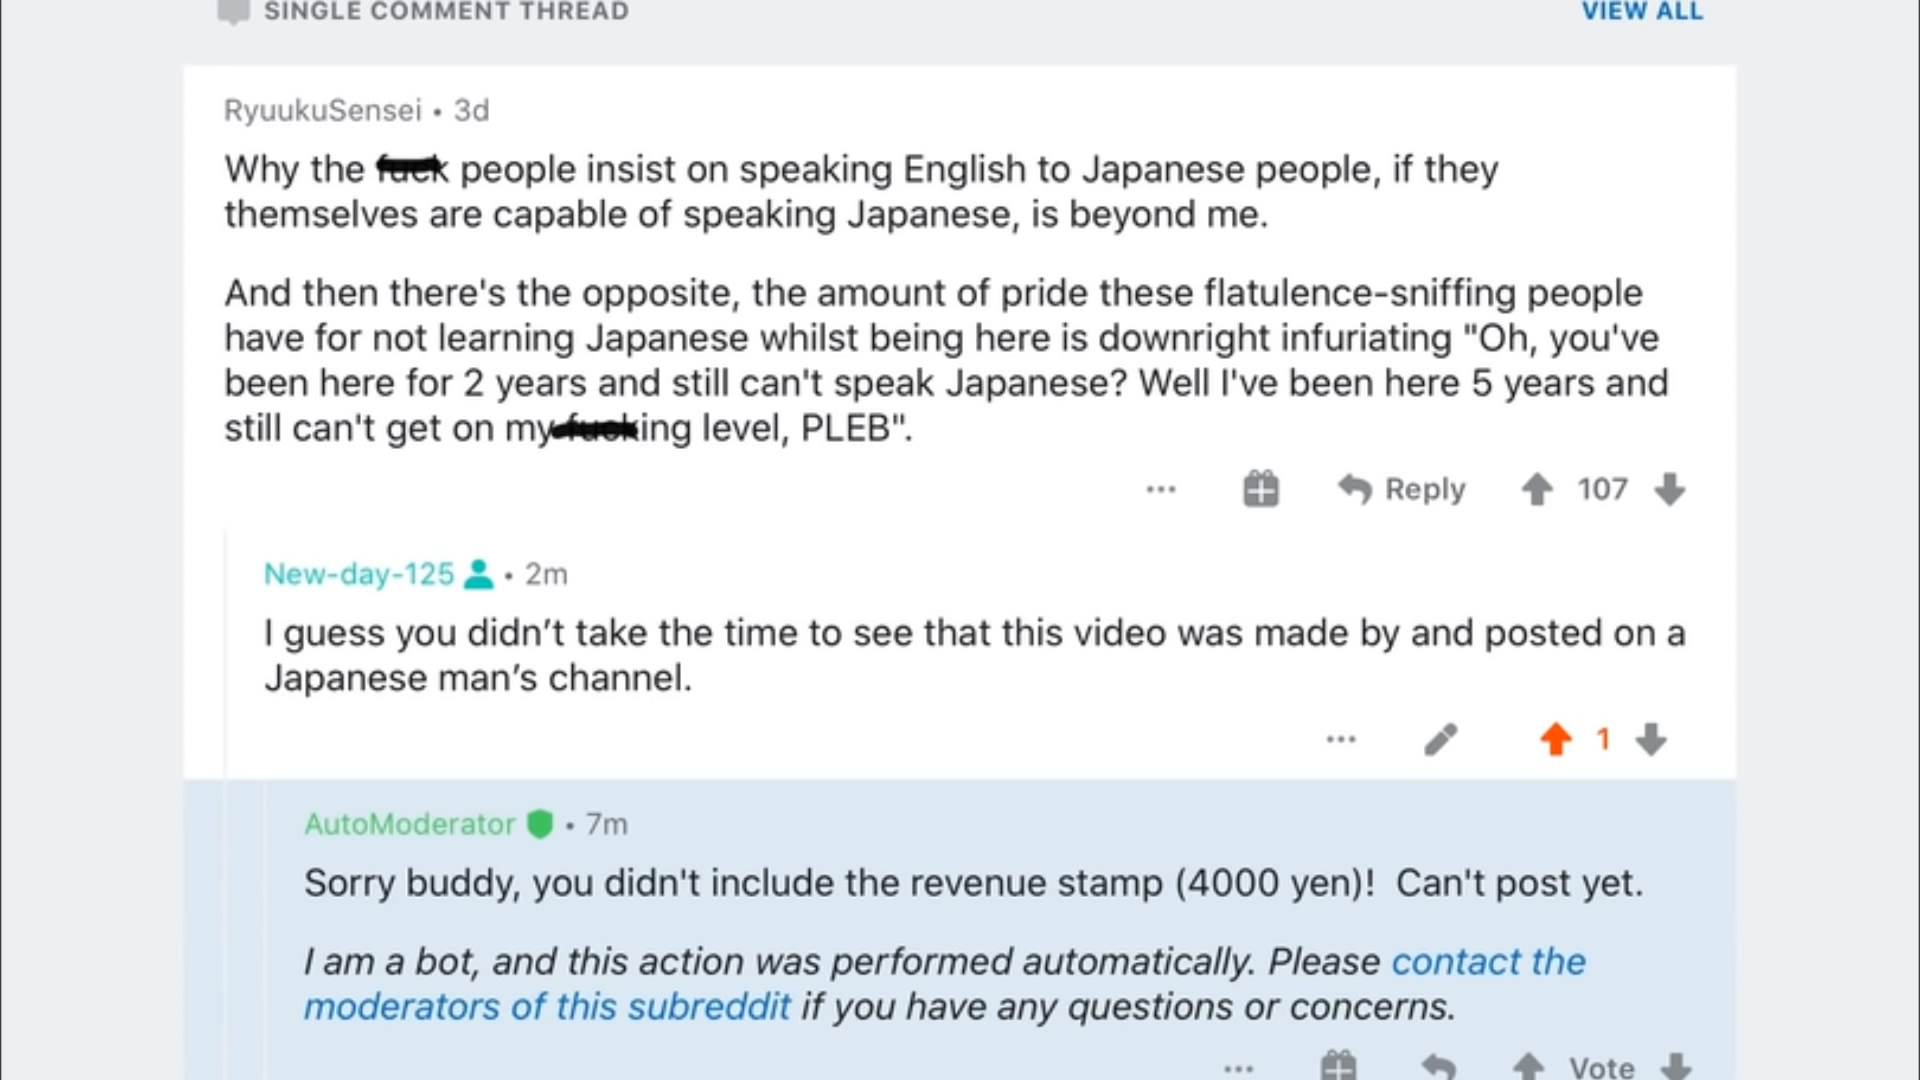 SINGLE COMMENT THREAD
VIEW ALL
RyuukuSensei • 3d
Why the fuck people insist on speaking English to Japanese people, if they
themselves are capable of speaking Japanese, is beyond me.
And then there's the opposite, the amount of pride these flatulence-sniffing people
have for not learning Japanese whilst being here is downright infuriating "Oh, you've
been here for 2 years and still can't speak Japanese? Well I've been here 5 years and
still can't get on my fucking level, PLEB".
Reply 107
New-day-125 • 2m
I guess you didn’t take the time to see that this video was made by and posted on a
Japanese man’s channel.
1
AutoModerator • 7m
Sorry buddy, you didn't include the revenue stamp (4000 yen)! Can't post yet.
I am a bot, and this action was performed automatically. Please contact the
moderators of this subreddit if you have any questions or concerns.
Vote